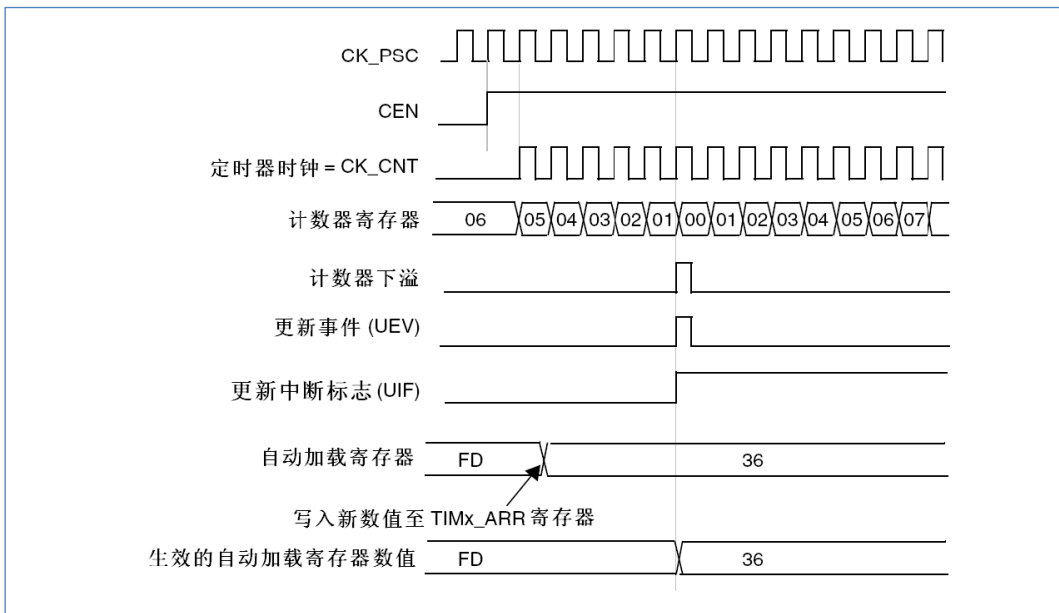 CK_PSC
CEN
定时器时钟 = CK_CNT
计数器寄存器 06 05 04 03 02 01 00 01 02 03 04 05 06 07
计数器下溢
更新事件 (UEV)
更新中断标志 (UIF)
自动加载寄存器 FD 36
写入新数值至 TIMx_ARR 寄存器
生效的自动加载寄存器数值 FD 36